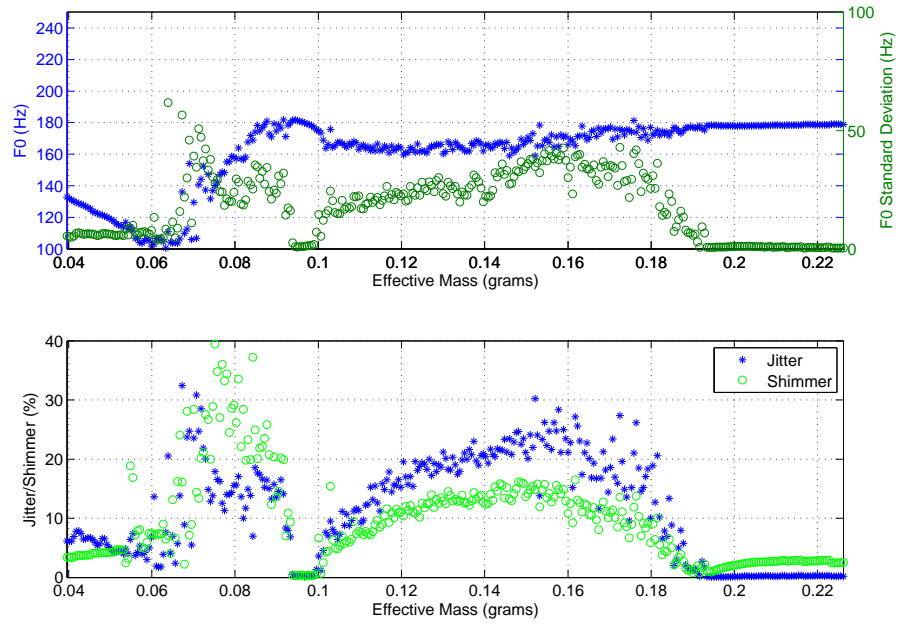 240
220
200
180
160
140
120
100
F0 (Hz)
100
50
0
F0 Standard Deviation (Hz)
0.04 0.06 0.08 0.1 0.12 0.14 0.16 0.18 0.2 0.22
Effective Mass (grams)
40
30
20
10
0
Jitter/Shimmer (%)
Jitter
Shimmer
0.04 0.06 0.08 0.1 0.12 0.14 0.16 0.18 0.2 0.22
Effective Mass (grams)